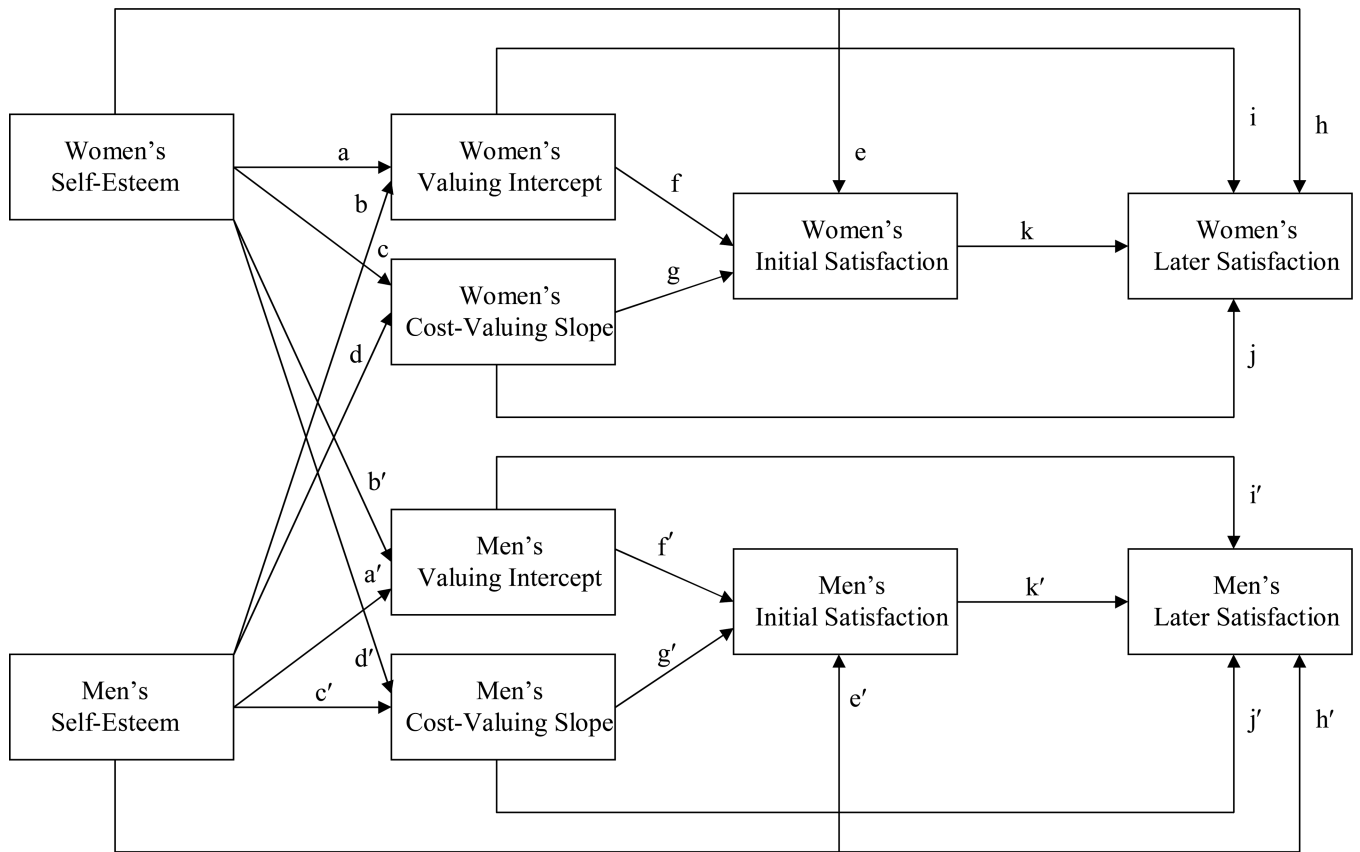 Women’s
Self-Esteem
a
b
c
d
b′
a′
d′
c′
Women’s
Valuing Intercept
Women’s
Cost-Valuing Slope
Men’s
Self-Esteem
Men’s
Valuing Intercept
Men’s
Cost-Valuing Slope
f
g
e
f′
g′
e′
Women’s
Initial Satisfaction
Men’s
Initial Satisfaction
k
k′
i
h
j
i′
j′
h′
Women’s
Later Satisfaction
Men’s
Later Satisfaction